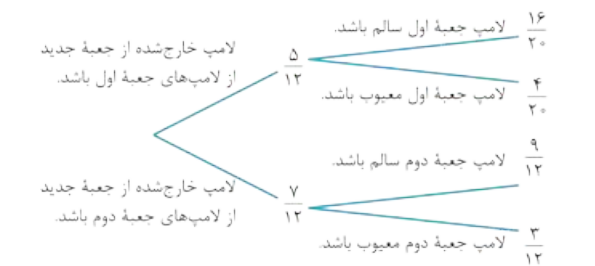 لامپ جعبهٔ اول سالم باشد.
۱۶
۲۰
لامپ خارج‌شده از جعبهٔ جدید
از لامپ‌های جعبهٔ اول باشد.
۵
۱۲
لامپ جعبهٔ اول معیوب باشد.
۴
۲۰
لامپ جعبهٔ دوم سالم باشد.
۹
۱۲
لامپ خارج‌شده از جعبهٔ جدید
از لامپ‌های جعبهٔ دوم باشد.
۷
۱۲
لامپ جعبهٔ دوم معیوب باشد.
۳
۱۲